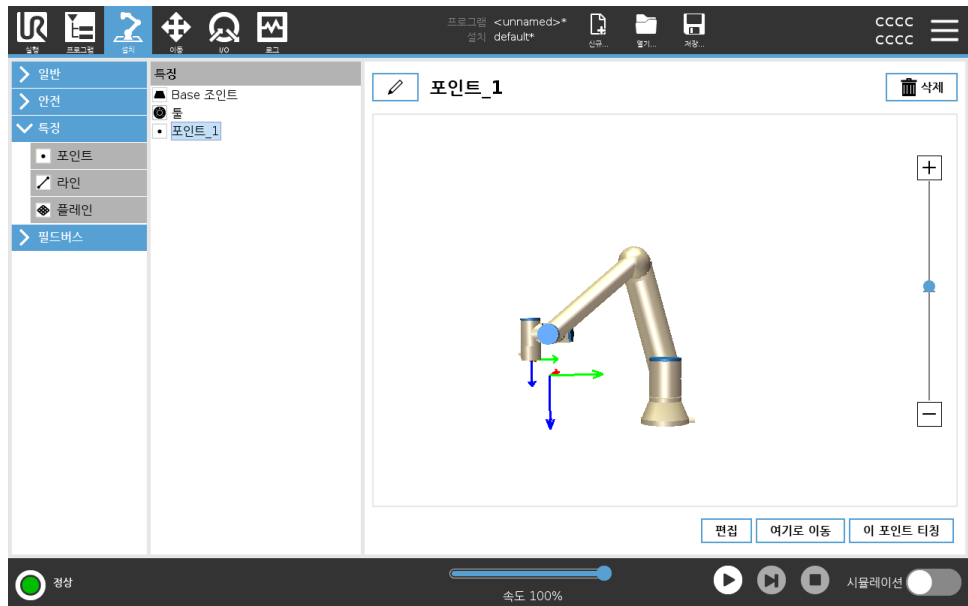 UR
프로그램 <unnamed>*
설치 default*
실행
프로그램
설치
이동
I/O
로그
신규...
열기...
저장...
cccc
cccc
일반
안전
특징
포인트
라인
플레인
필드버스
특징
Base 조인트
툴
포인트_1
포인트_1
삭제
편집
여기로 이동
이 포인트 티칭
정상
속도 100%
시뮬레이션